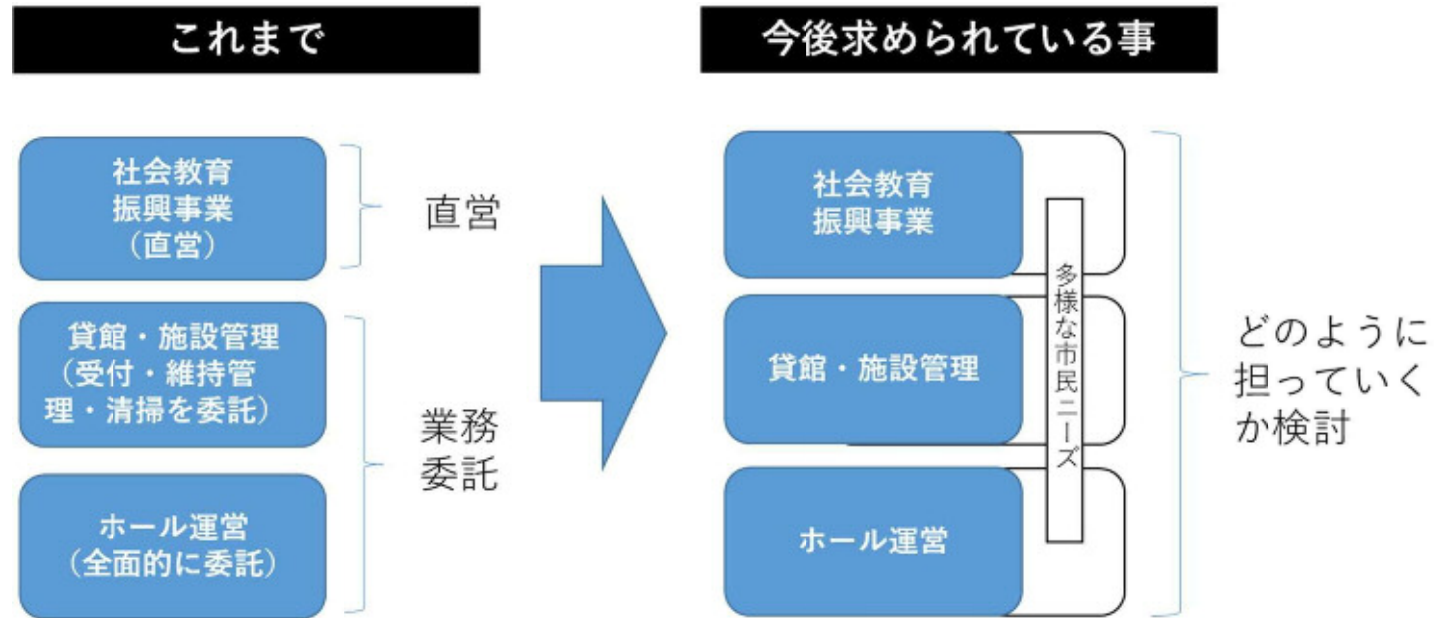 これまで
社会教育
振興事業
（直営）
直営
貸館・施設管理
（受付・維持管
理・清掃を委託）
ホール運営
（全面的に委託）
業務
委託
今後求められている事
社会教育
振興事業
貸館・施設管理
ホール運営
多様な市民ニーズ
どのように
担っていく
か検討